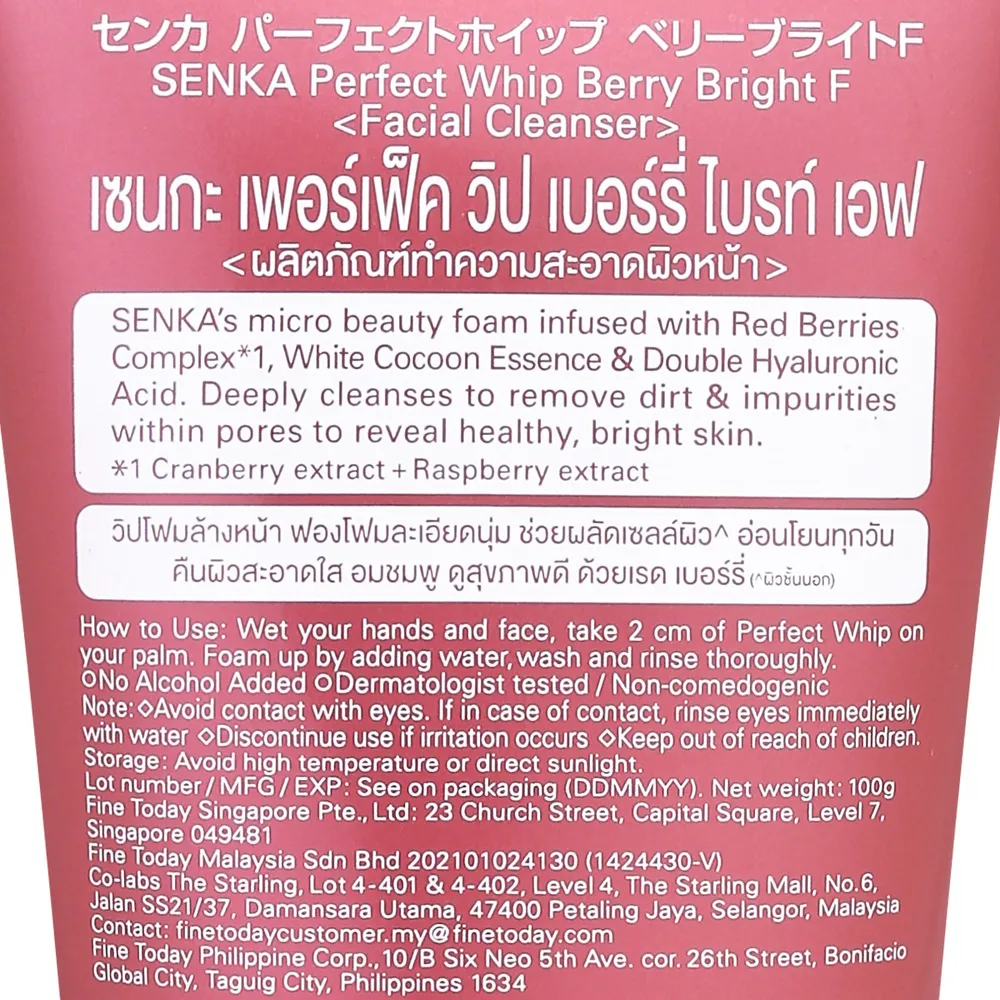 センカ パーフェクトホイップ ベリーブライトF
SENKA Perfect Whip Berry Bright F
<Facial Cleanser>
เซนกะ เพอร์เฟ็ค วิป เบอร์รี่ ไบรท์ เอฟ
<ผลิตภัณฑ์ทำความสะอาดผิวหน้า>
SENKA's micro beauty foam infused with Red Berries
Complex*1, White Cocoon Essence & Double Hyaluronic
Acid. Deeply cleanses to remove dirt & impurities
within pores to reveal healthy, bright skin.
*1 Cranberry extract + Raspberry extract
วิปโฟมล้างหน้า ฟองโฟมละเอียดนุ่ม ช่วยผลัดเซลล์ผิว^ อ่อนโยนทุกวัน
คืนผิวสะอาดใส อมชมพู ดูสุขภาพดี ด้วยเรด เบอร์รี่ (^ผิวชั้นนอก)
How to Use: Wet your hands and face, take 2 cm of Perfect Whip on
your palm. Foam up by adding water, wash and rinse thoroughly.
○No Alcohol Added ○Dermatologist tested / Non-comedogenic
Note: ◇Avoid contact with eyes. If in case of contact, rinse eyes immediately
with water ◇Discontinue use if irritation occurs ◇Keep out of reach of children.
Storage: Avoid high temperature or direct sunlight.
Lot number / MFG / EXP: See on packaging (DDMMYY). Net weight: 100g
Fine Today Singapore Pte., Ltd: 23 Church Street, Capital Square, Level 7,
Singapore 049481
Fine Today Malaysia Sdn Bhd 202101024130 (1424430-V)
Co-labs The Starling, Lot 4-401 & 4-402, Level 4, The Starling Mall, No.6,
Jalan SS21/37, Damansara Utama, 47400 Petaling Jaya, Selangor, Malaysia
Contact: finetodaycustomer.my@finetoday.com
Fine Today Philippine Corp., 10/B Six Neo 5th Ave. cor. 26th Street, Bonifacio
Global City, Taguig City, Philippines 1634